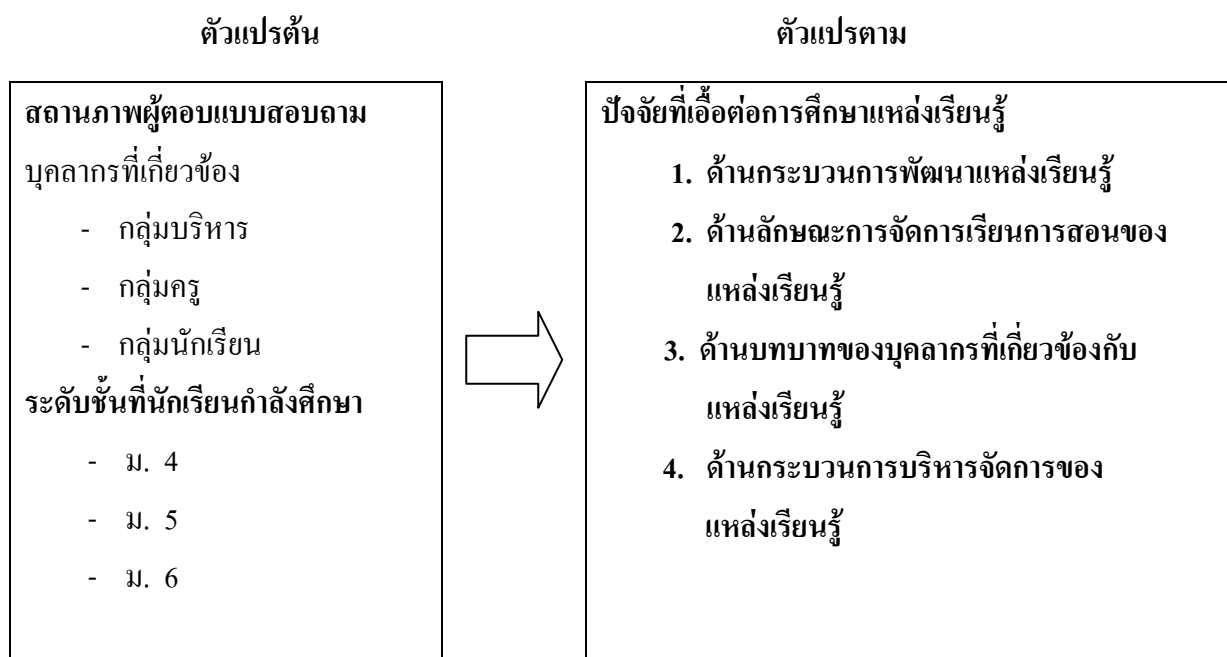 ตัวแปรต้น
ตัวแปรตาม
สถานภาพผู้ตอบแบบสอบถาม
บุคลากรที่เกี่ยวข้อง
- กลุ่มบริหาร
- กลุ่มครู
- กลุ่มนักเรียน
ระดับชั้นที่นักเรียนกำลังศึกษา
- ม. 4
- ม. 5
- ม. 6
ปัจจัยที่เอื้อต่อการศึกษาแหล่งเรียนรู้
1. ด้านกระบวนการพัฒนาแหล่งเรียนรู้
2. ด้านลักษณะการจัดการเรียนการสอนของ
แหล่งเรียนรู้
3. ด้านบทบาทของบุคลากรที่เกี่ยวข้องกับ
แหล่งเรียนรู้
4. ด้านกระบวนการบริหารจัดการของ
แหล่งเรียนรู้